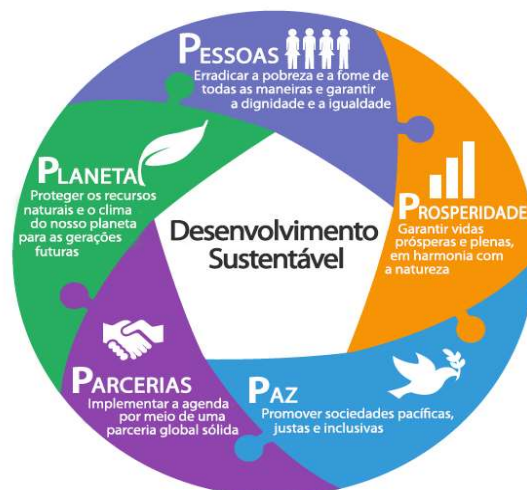 PESSOAS
Erradicar a pobreza e a fome de
todas as maneiras e garantir
a dignidade e a igualdade
PROSPERIDADE
Garantir vidas
prósperas e plenas,
em harmonia com
a natureza
PAZ
Promover sociedades pacíficas,
justas e inclusivas
PARCERIAS
Implementar a agenda
por meio de uma
parceria global sólida
PLANETA
Proteger os recursos
naturais e o clima
do nosso planeta
para as gerações
futuras
Desenvolvimento
Sustentável